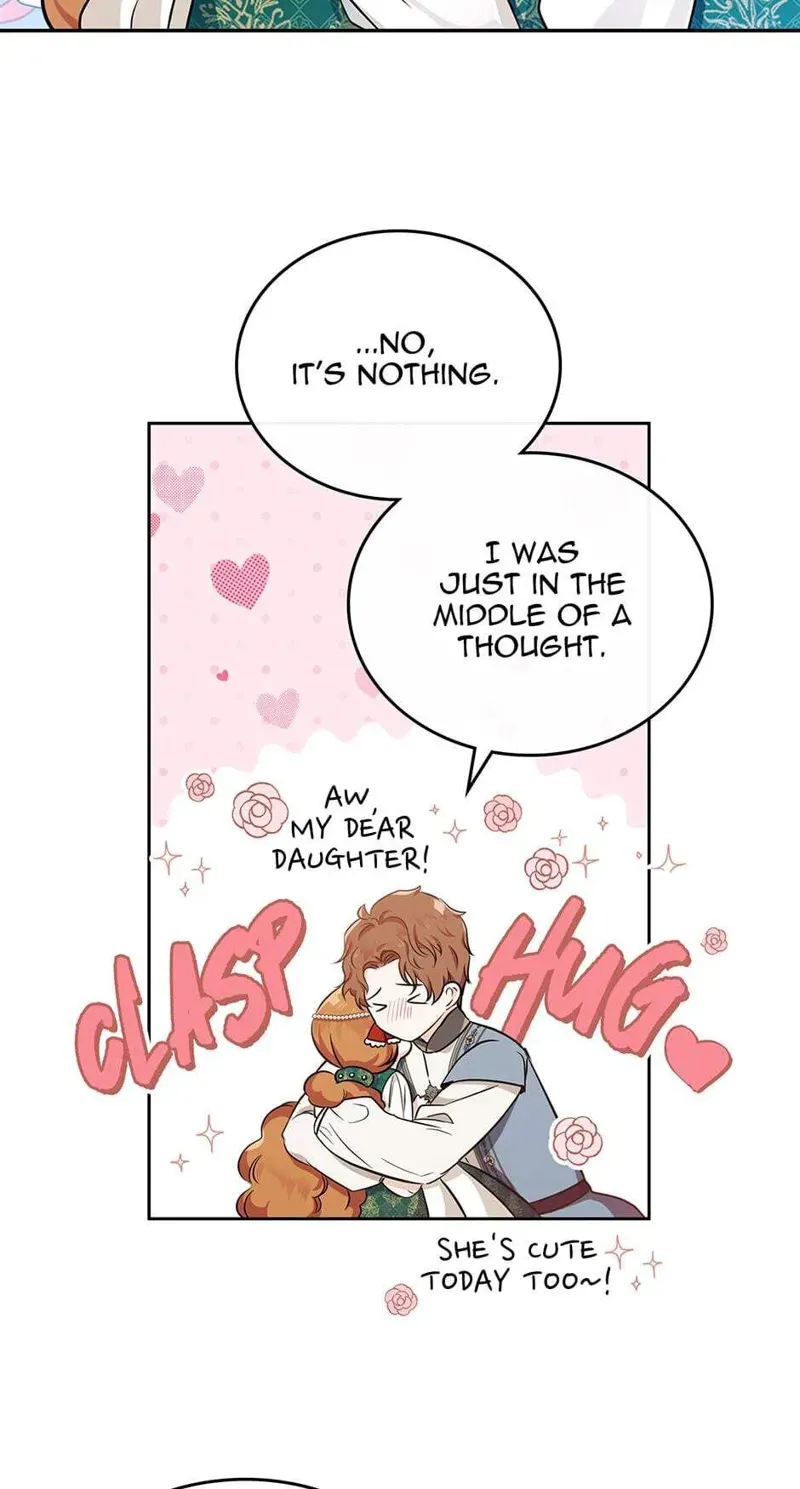 ...NO,
IT'S NOTHING.
I WAS
JUST IN THE
MIDDLE OF A
THOUGHT.
AW,
MY DEAR
DAUGHTER!
CLASP
HUG
SHE'S CUTE
TODAY TOO~!